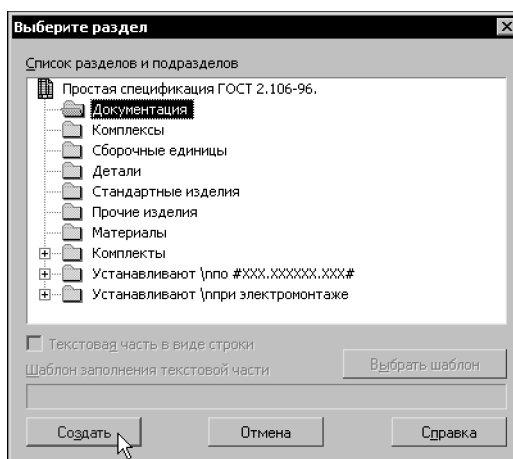 Выберите раздел
Список разделов и подразделов
Простая спецификация ГОСТ 2.106-96.
Документация
Комплексы
Сборочные единицы
Детали
Стандартные изделия
Прочие изделия
Материалы
Комплекты
Устанавливают \nпо #XXX.XXXXXX.XXX#
Устанавливают \nпри электромонтаже
Текстовая часть в виде строки
Шаблон заполнения текстовой части
Выбрать шаблон
Создать
Отмена
Справка